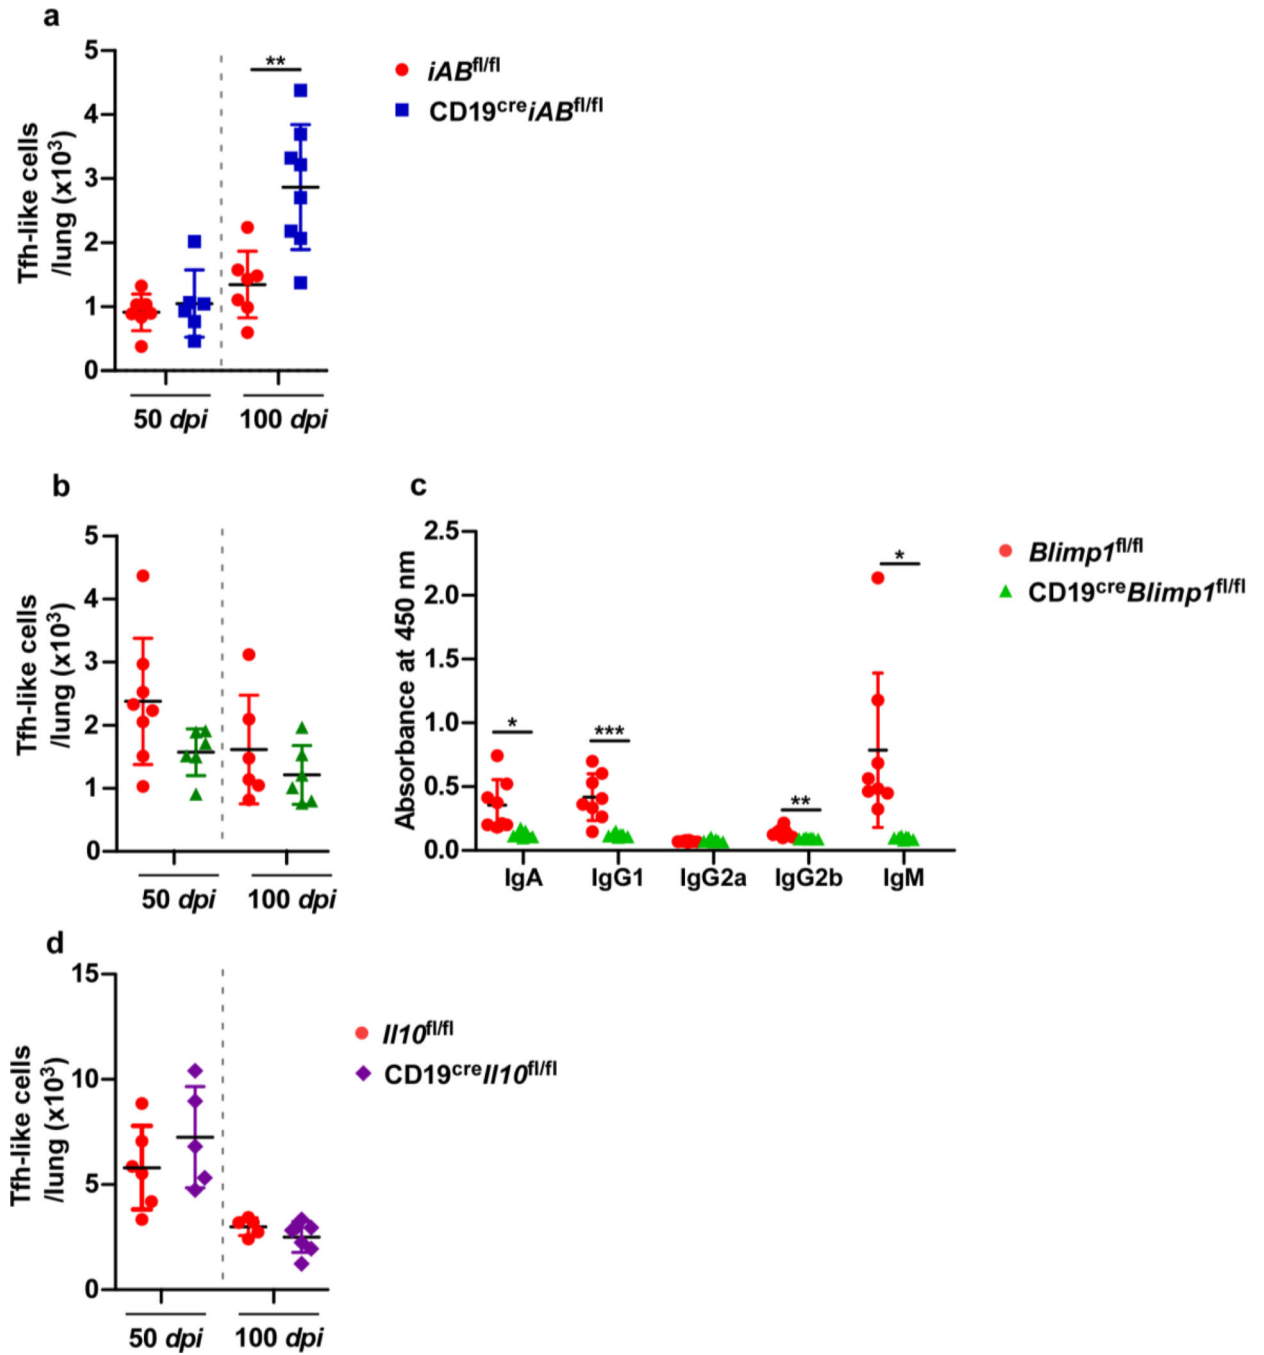 a
5
4
3
2
1
0
Tfh-like cells
/lung (x10³)
**
iABfl/fl
CD19creiABfl/fl
50 dpi
100 dpi
b
5
4
3
2
1
0
Tfh-like cells
/lung (x10³)
50 dpi
100 dpi
c
2.5
2.0
1.5
1.0
0.5
0.0
Absorbance at 450 nm
*
***
**
*
IgA
IgG1
IgG2a
IgG2b
IgM
Blimp1fl/fl
CD19creBlimp1fl/fl
d
15
10
5
0
Tfh-like cells
/lung (x10³)
Il10fl/fl
CD19creIl10fl/fl
50 dpi
100 dpi